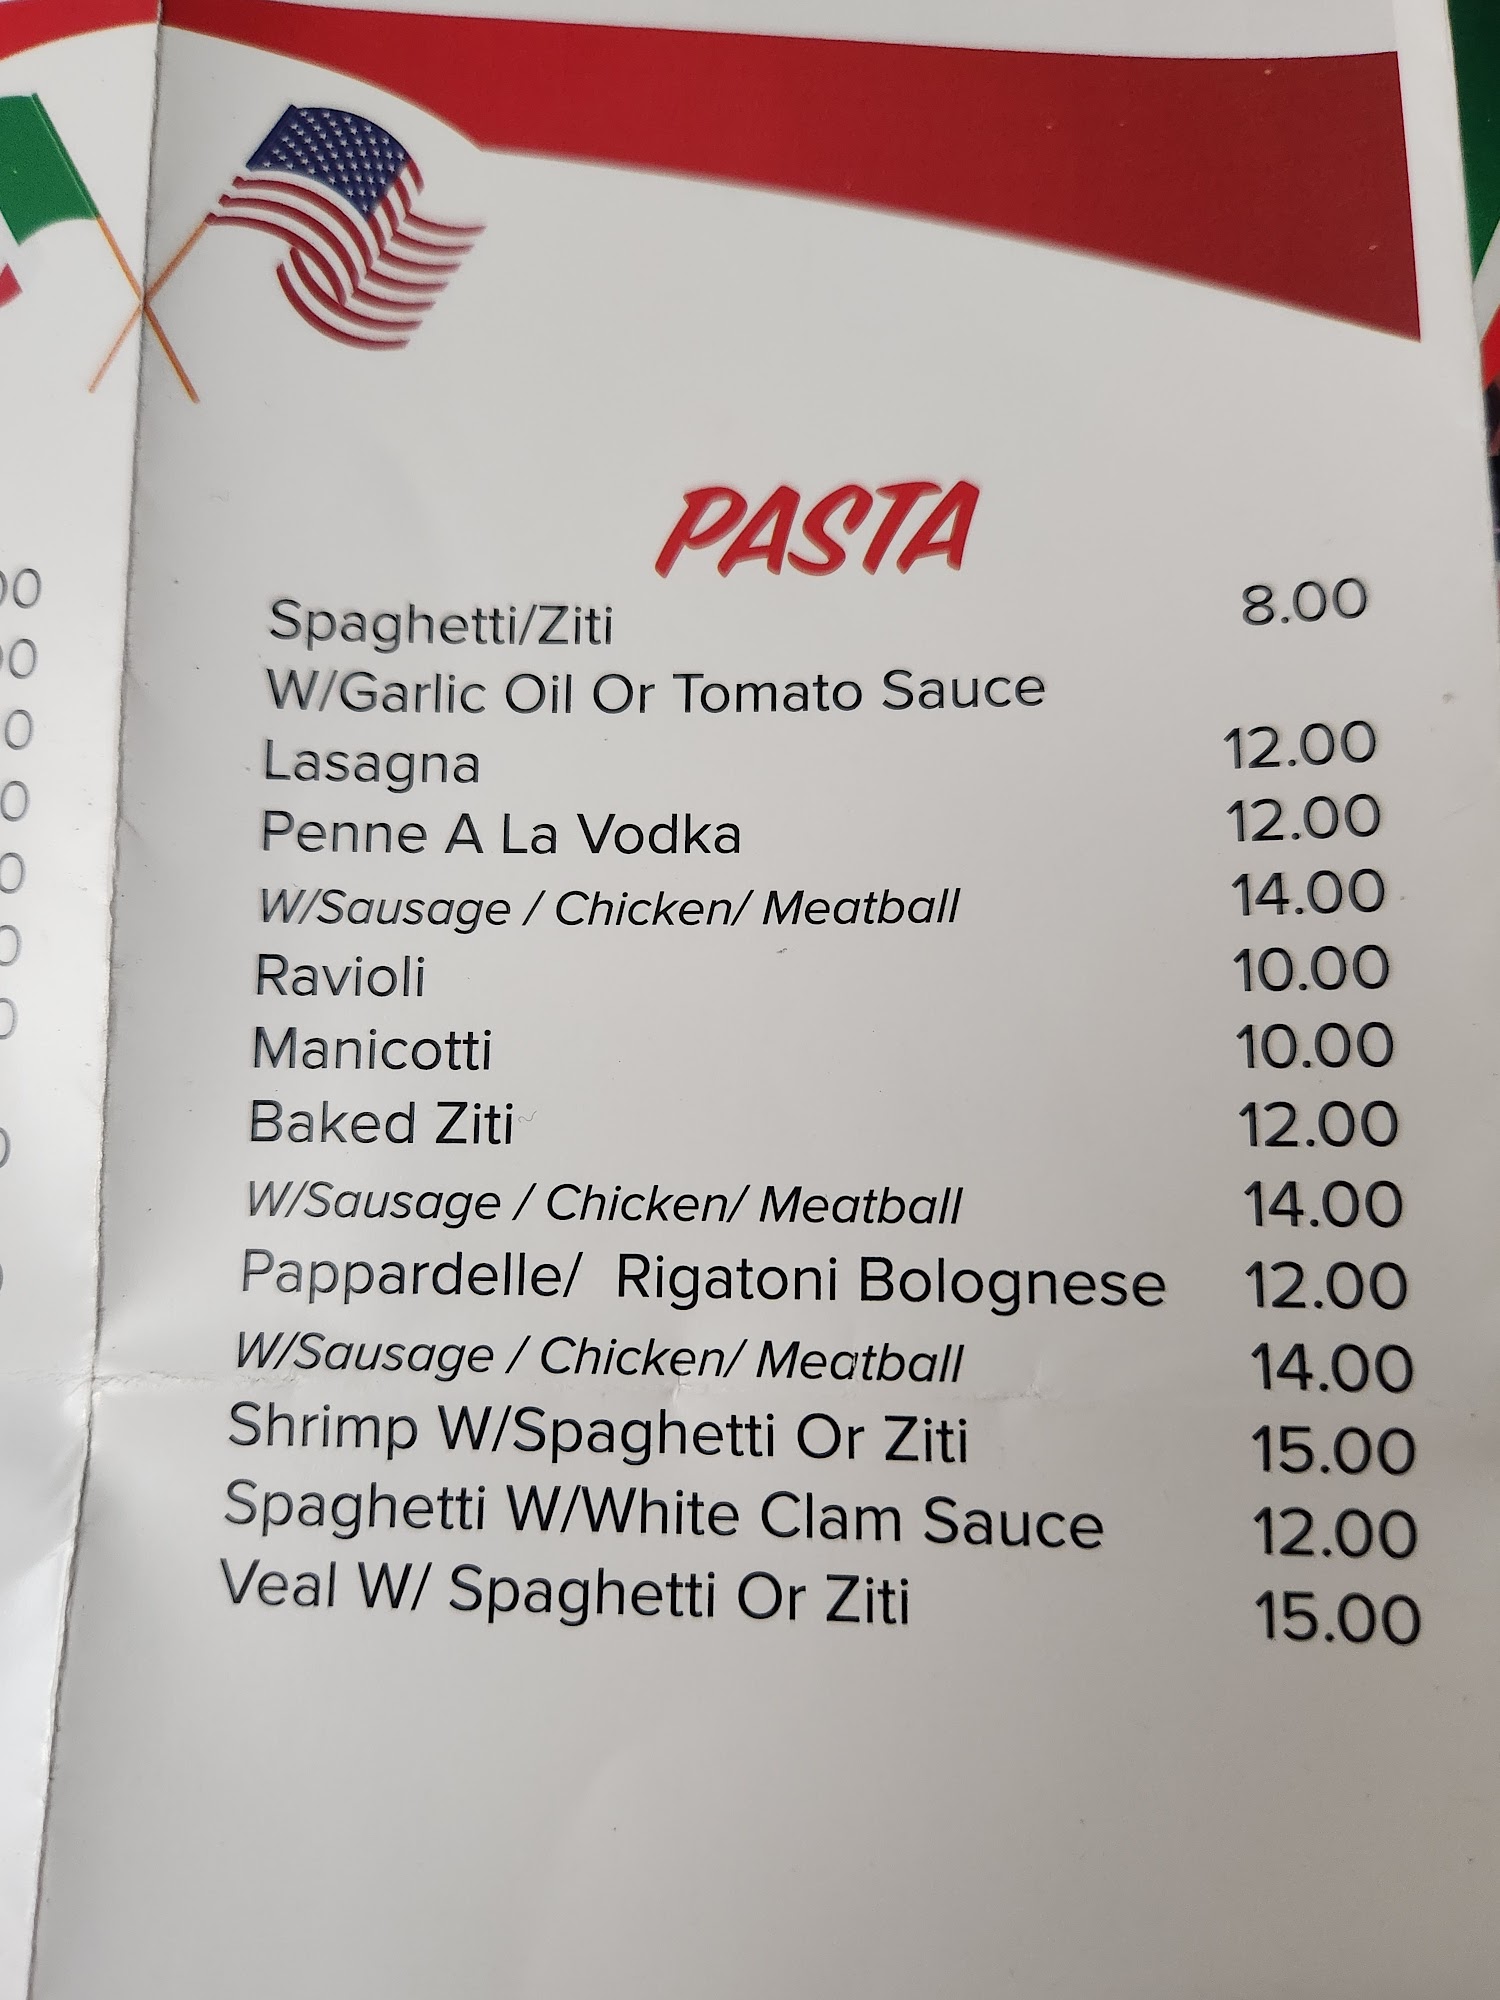 PASTA
Spaghetti/Ziti 8.00
W/Garlic Oil Or Tomato Sauce
Lasagna 12.00
Penne A La Vodka 12.00
W/Sausage / Chicken/ Meatball 14.00
Ravioli 10.00
Manicotti 10.00
Baked Ziti 12.00
W/Sausage / Chicken/ Meatball 14.00
Pappardelle/ Rigatoni Bolognese 12.00
W/Sausage / Chicken/ Meatball 14.00
Shrimp W/Spaghetti Or Ziti 15.00
Spaghetti W/White Clam Sauce 12.00
Veal W/ Spaghetti Or Ziti 15.00